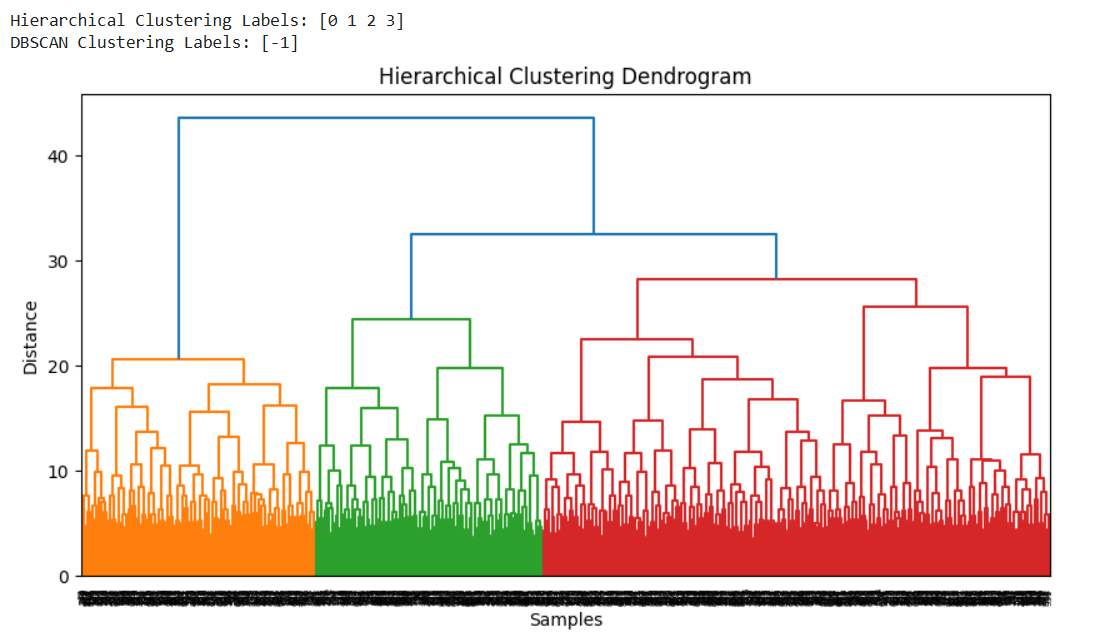 Hierarchical Clustering Labels: [0 1 2 3]
DBSCAN Clustering Labels: [-1]
Hierarchical Clustering Dendrogram
40
30
20
10
0
Distance
Samples